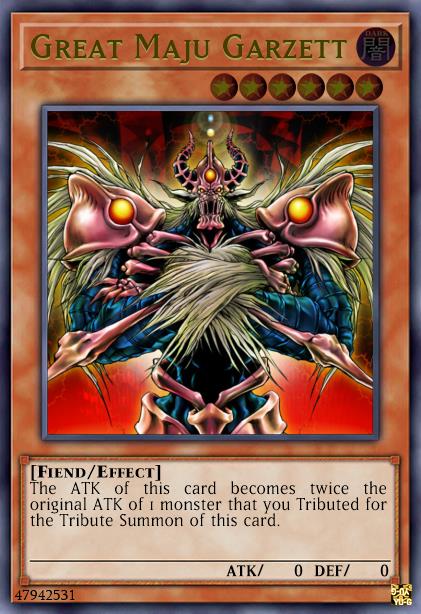 GREAT MAJU GARZETT
DARK
闇
[FIEND/EFFECT]
The ATK of this card becomes twice the
original ATK of 1 monster that you Tributed for
the Tribute Summon of this card.
ATK/ 0 DEF/ 0
47942531